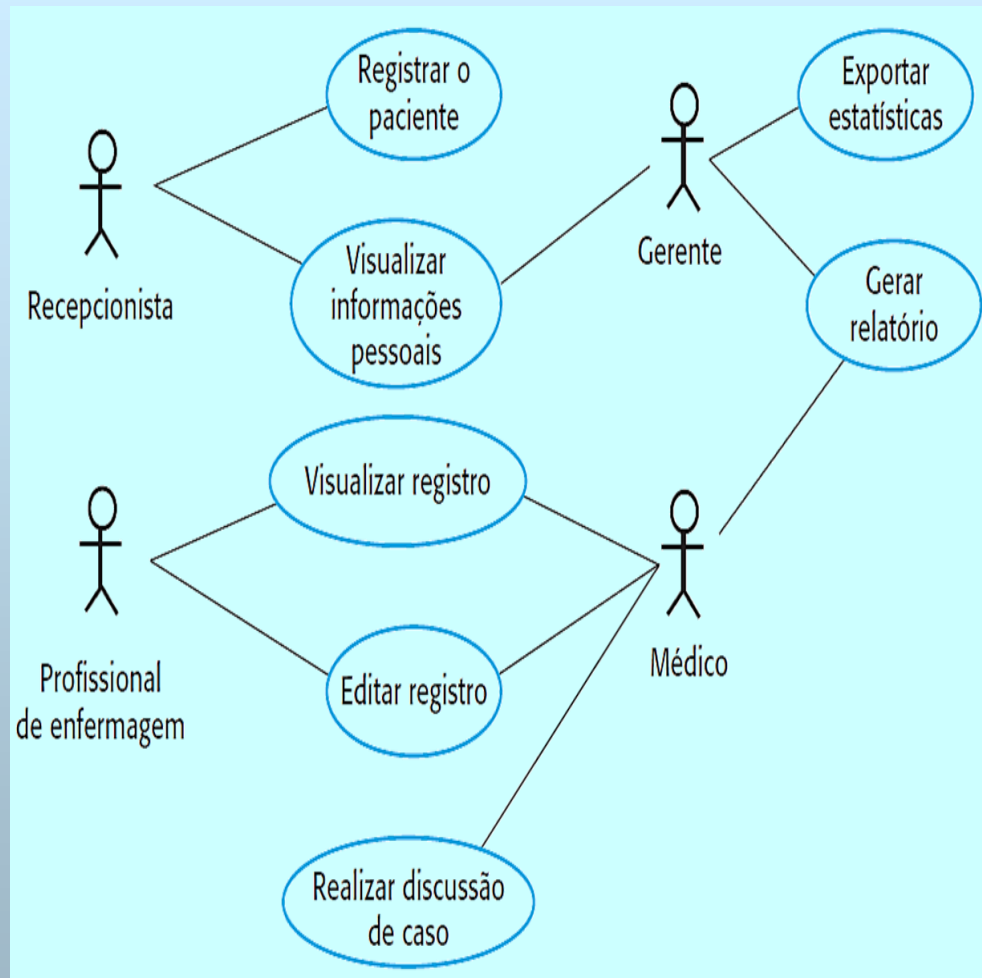 Registrar o
paciente
Exportar
estatísticas
Recepcionista
Visualizar
informações
pessoais
Gerente
Gerar
relatório
Visualizar registro
Profissional
de enfermagem
Editar registro
Médico
Realizar discussão
de caso